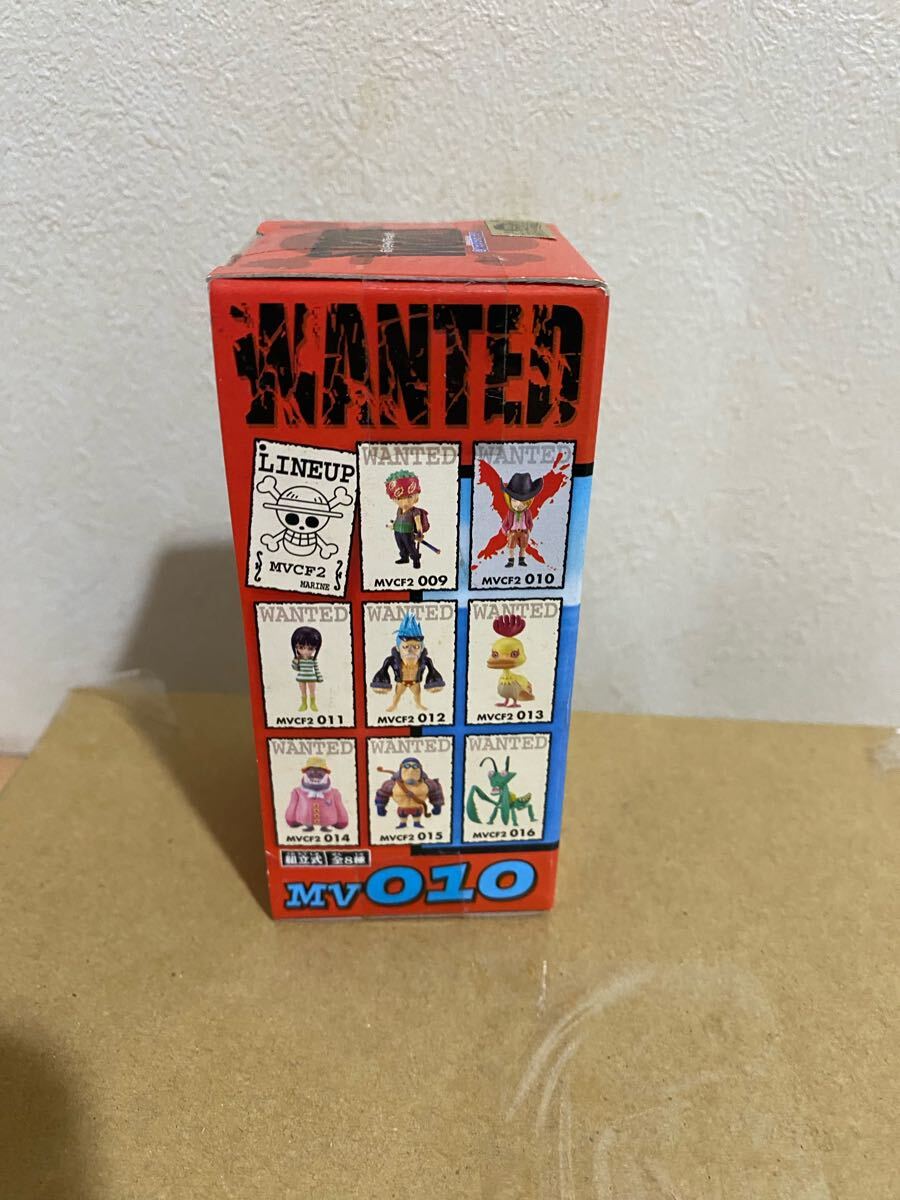 WANTED
LINEUP
MVCF2
MARINE
WANTED
MVCF2 009
WANTED
MVCF2 010
WANTED
MVCF2 011
WANTED
MVCF2 012
WANTED
MVCF2 013
WANTED
MVCF2 014
WANTED
MVCF2 015
WANTED
MVCF2 016
組立式 全8種
MV010